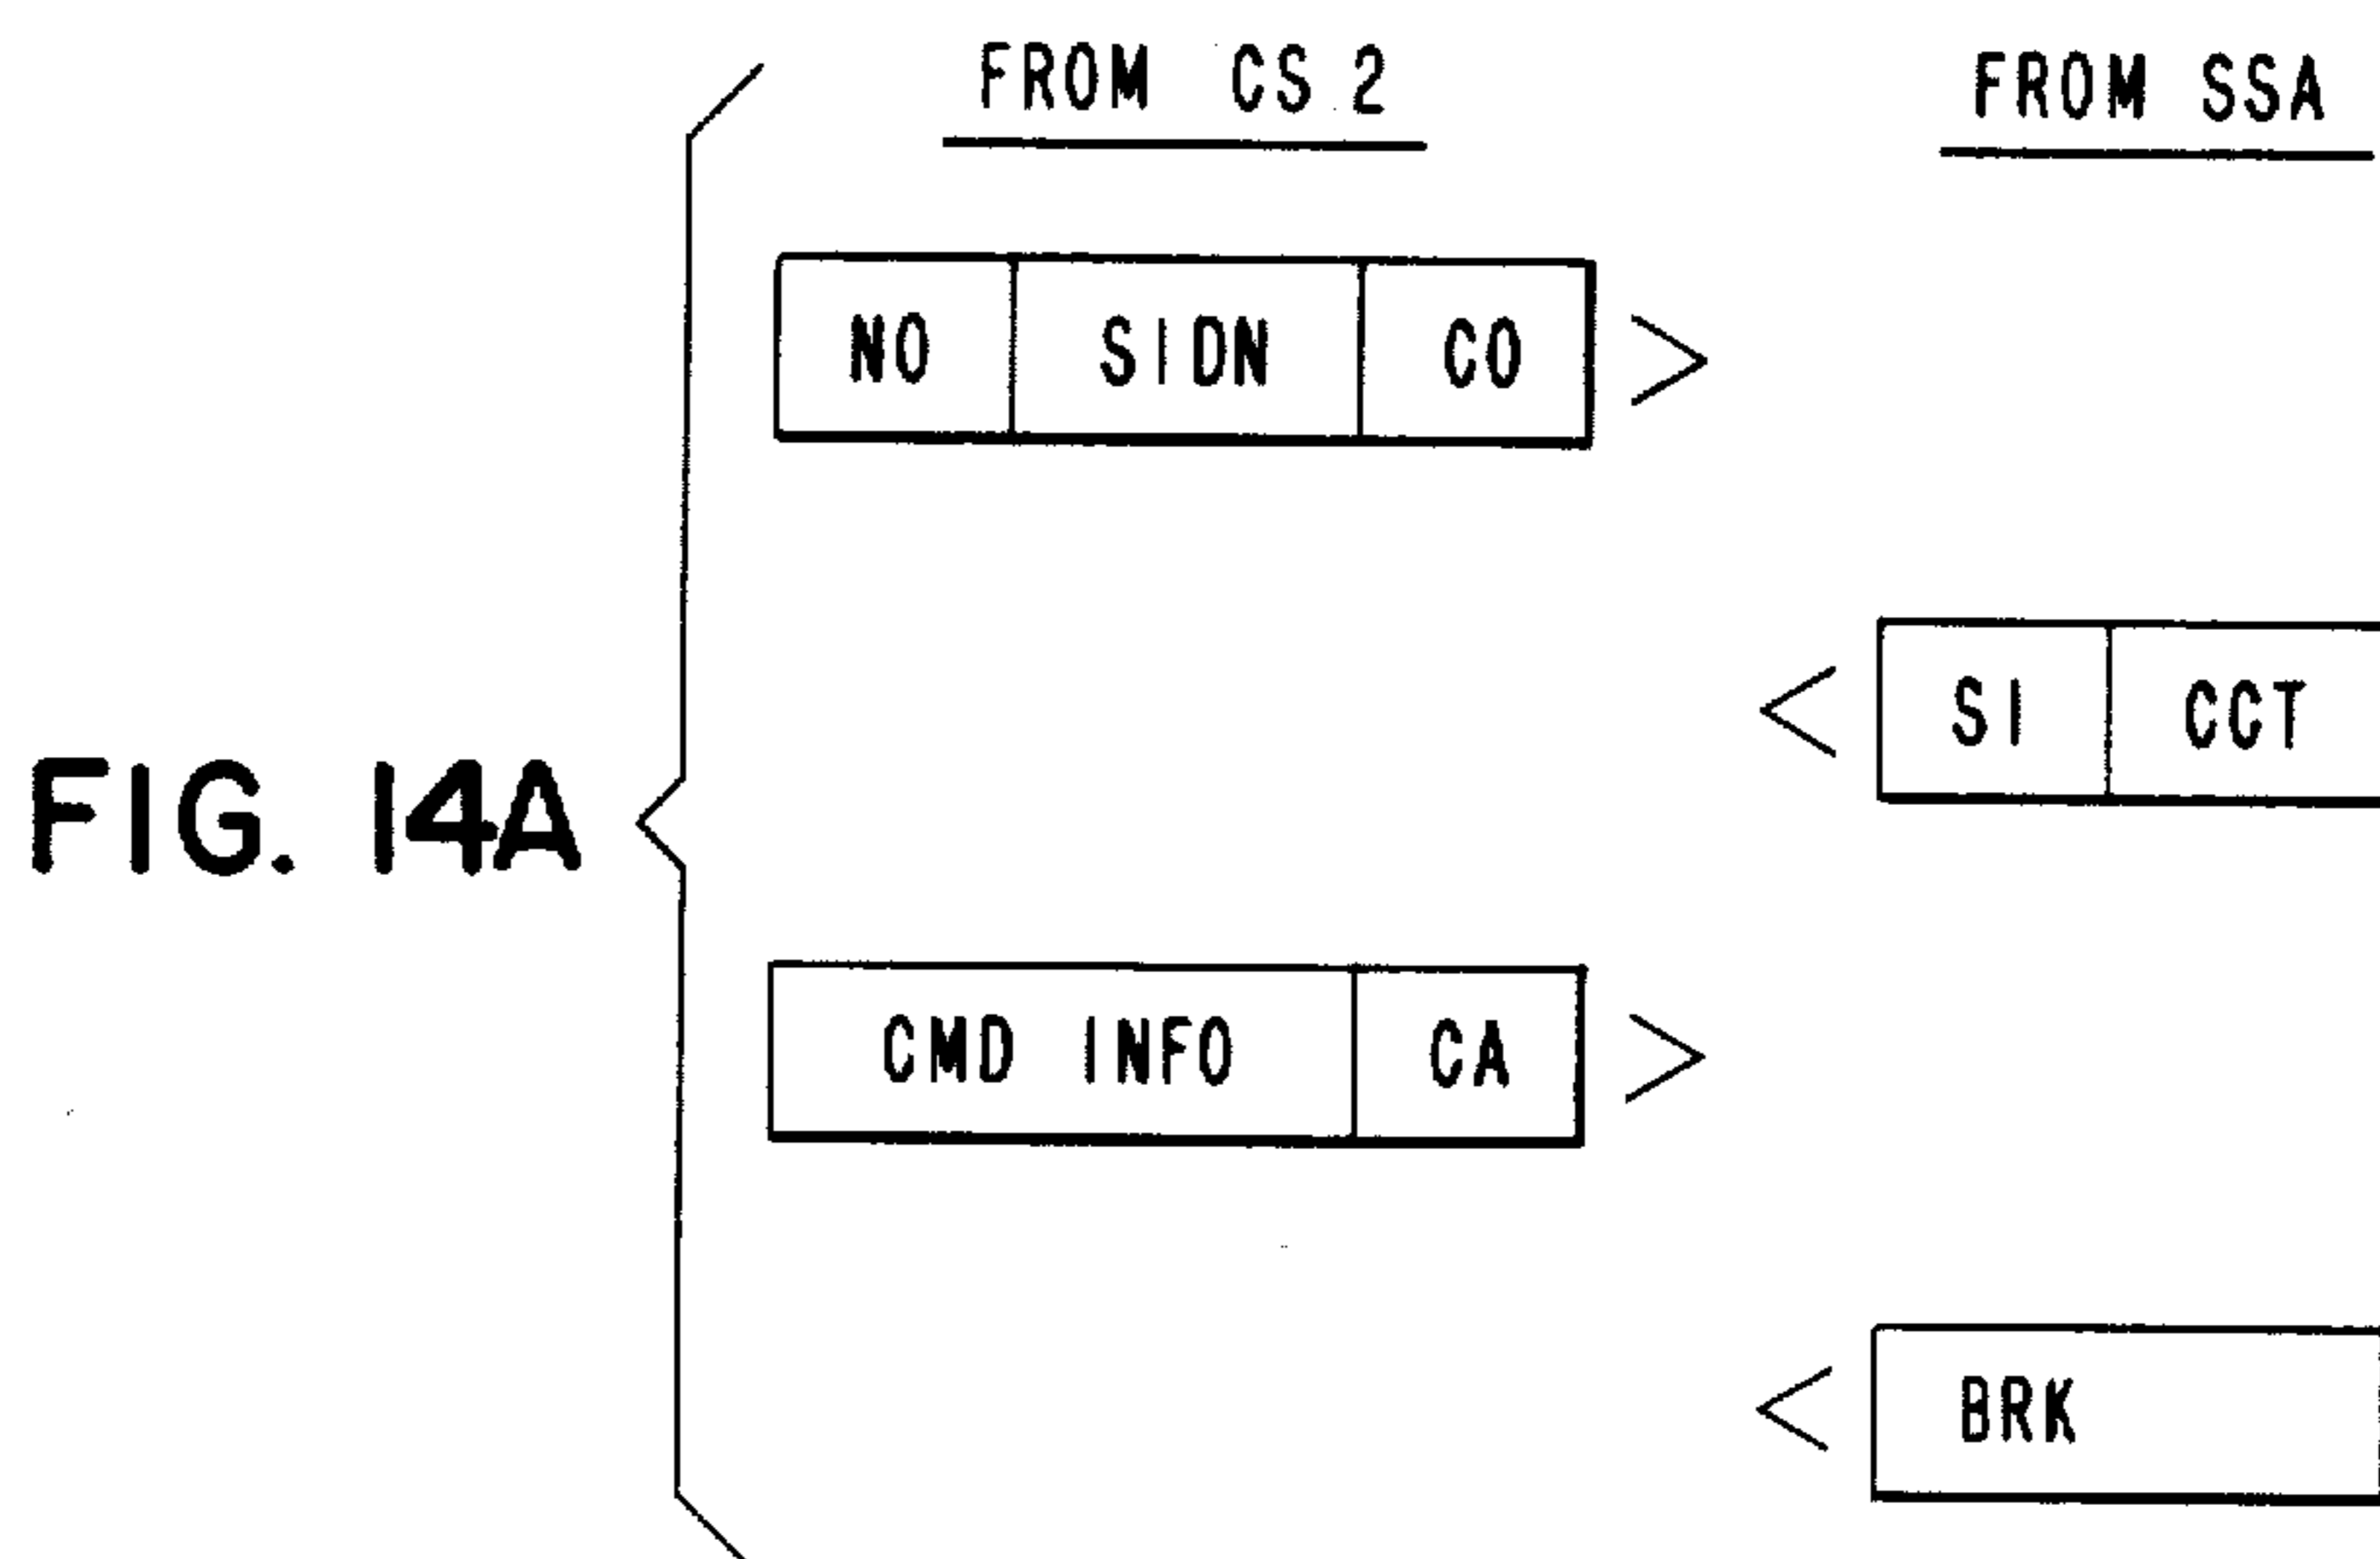 FROM CS 2
FROM SSA
NO SIDN CO >
< SI CCT
FIG. 14A
CMD INFO CA >
< BRK